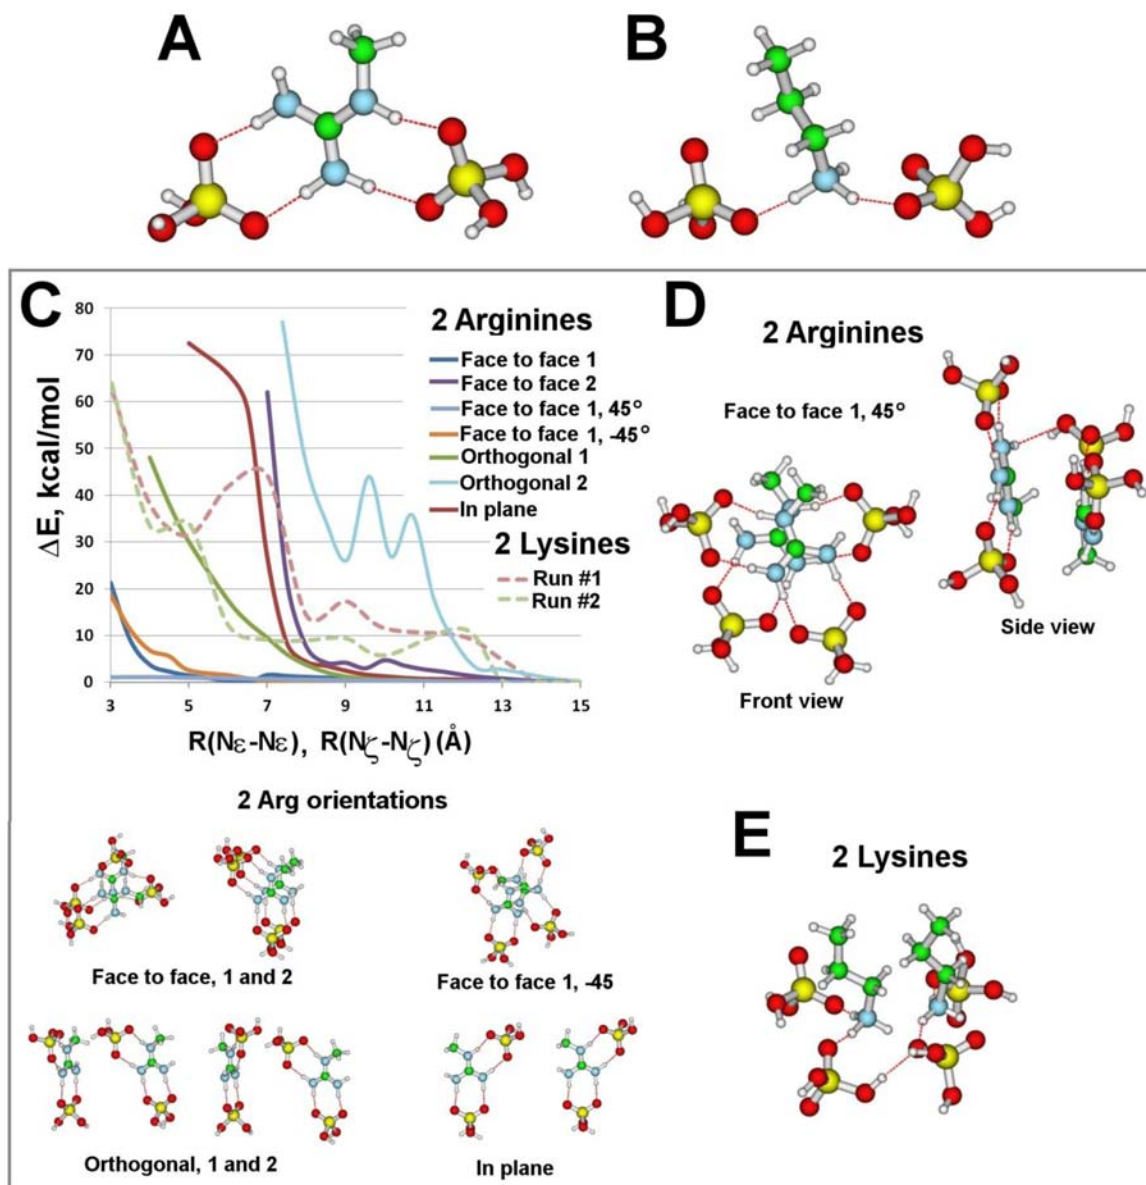 A
B
C
80
70
60
50
40
30
20
10
0
ΔE, kcal/mol
3
5
7
9
11
13
15
R(Nε-Nε), R(Nζ-Nζ) (Å)
2 Arginines
Face to face 1
Face to face 2
Face to face 1, 45°
Face to face 1, -45°
Orthogonal 1
Orthogonal 2
In plane
2 Lysines
Run #1
Run #2
2 Arg orientations
Face to face, 1 and 2
Face to face 1, -45
Orthogonal, 1 and 2
In plane
D
2 Arginines
Face to face 1, 45°
Side view
Front view
E
2 Lysines